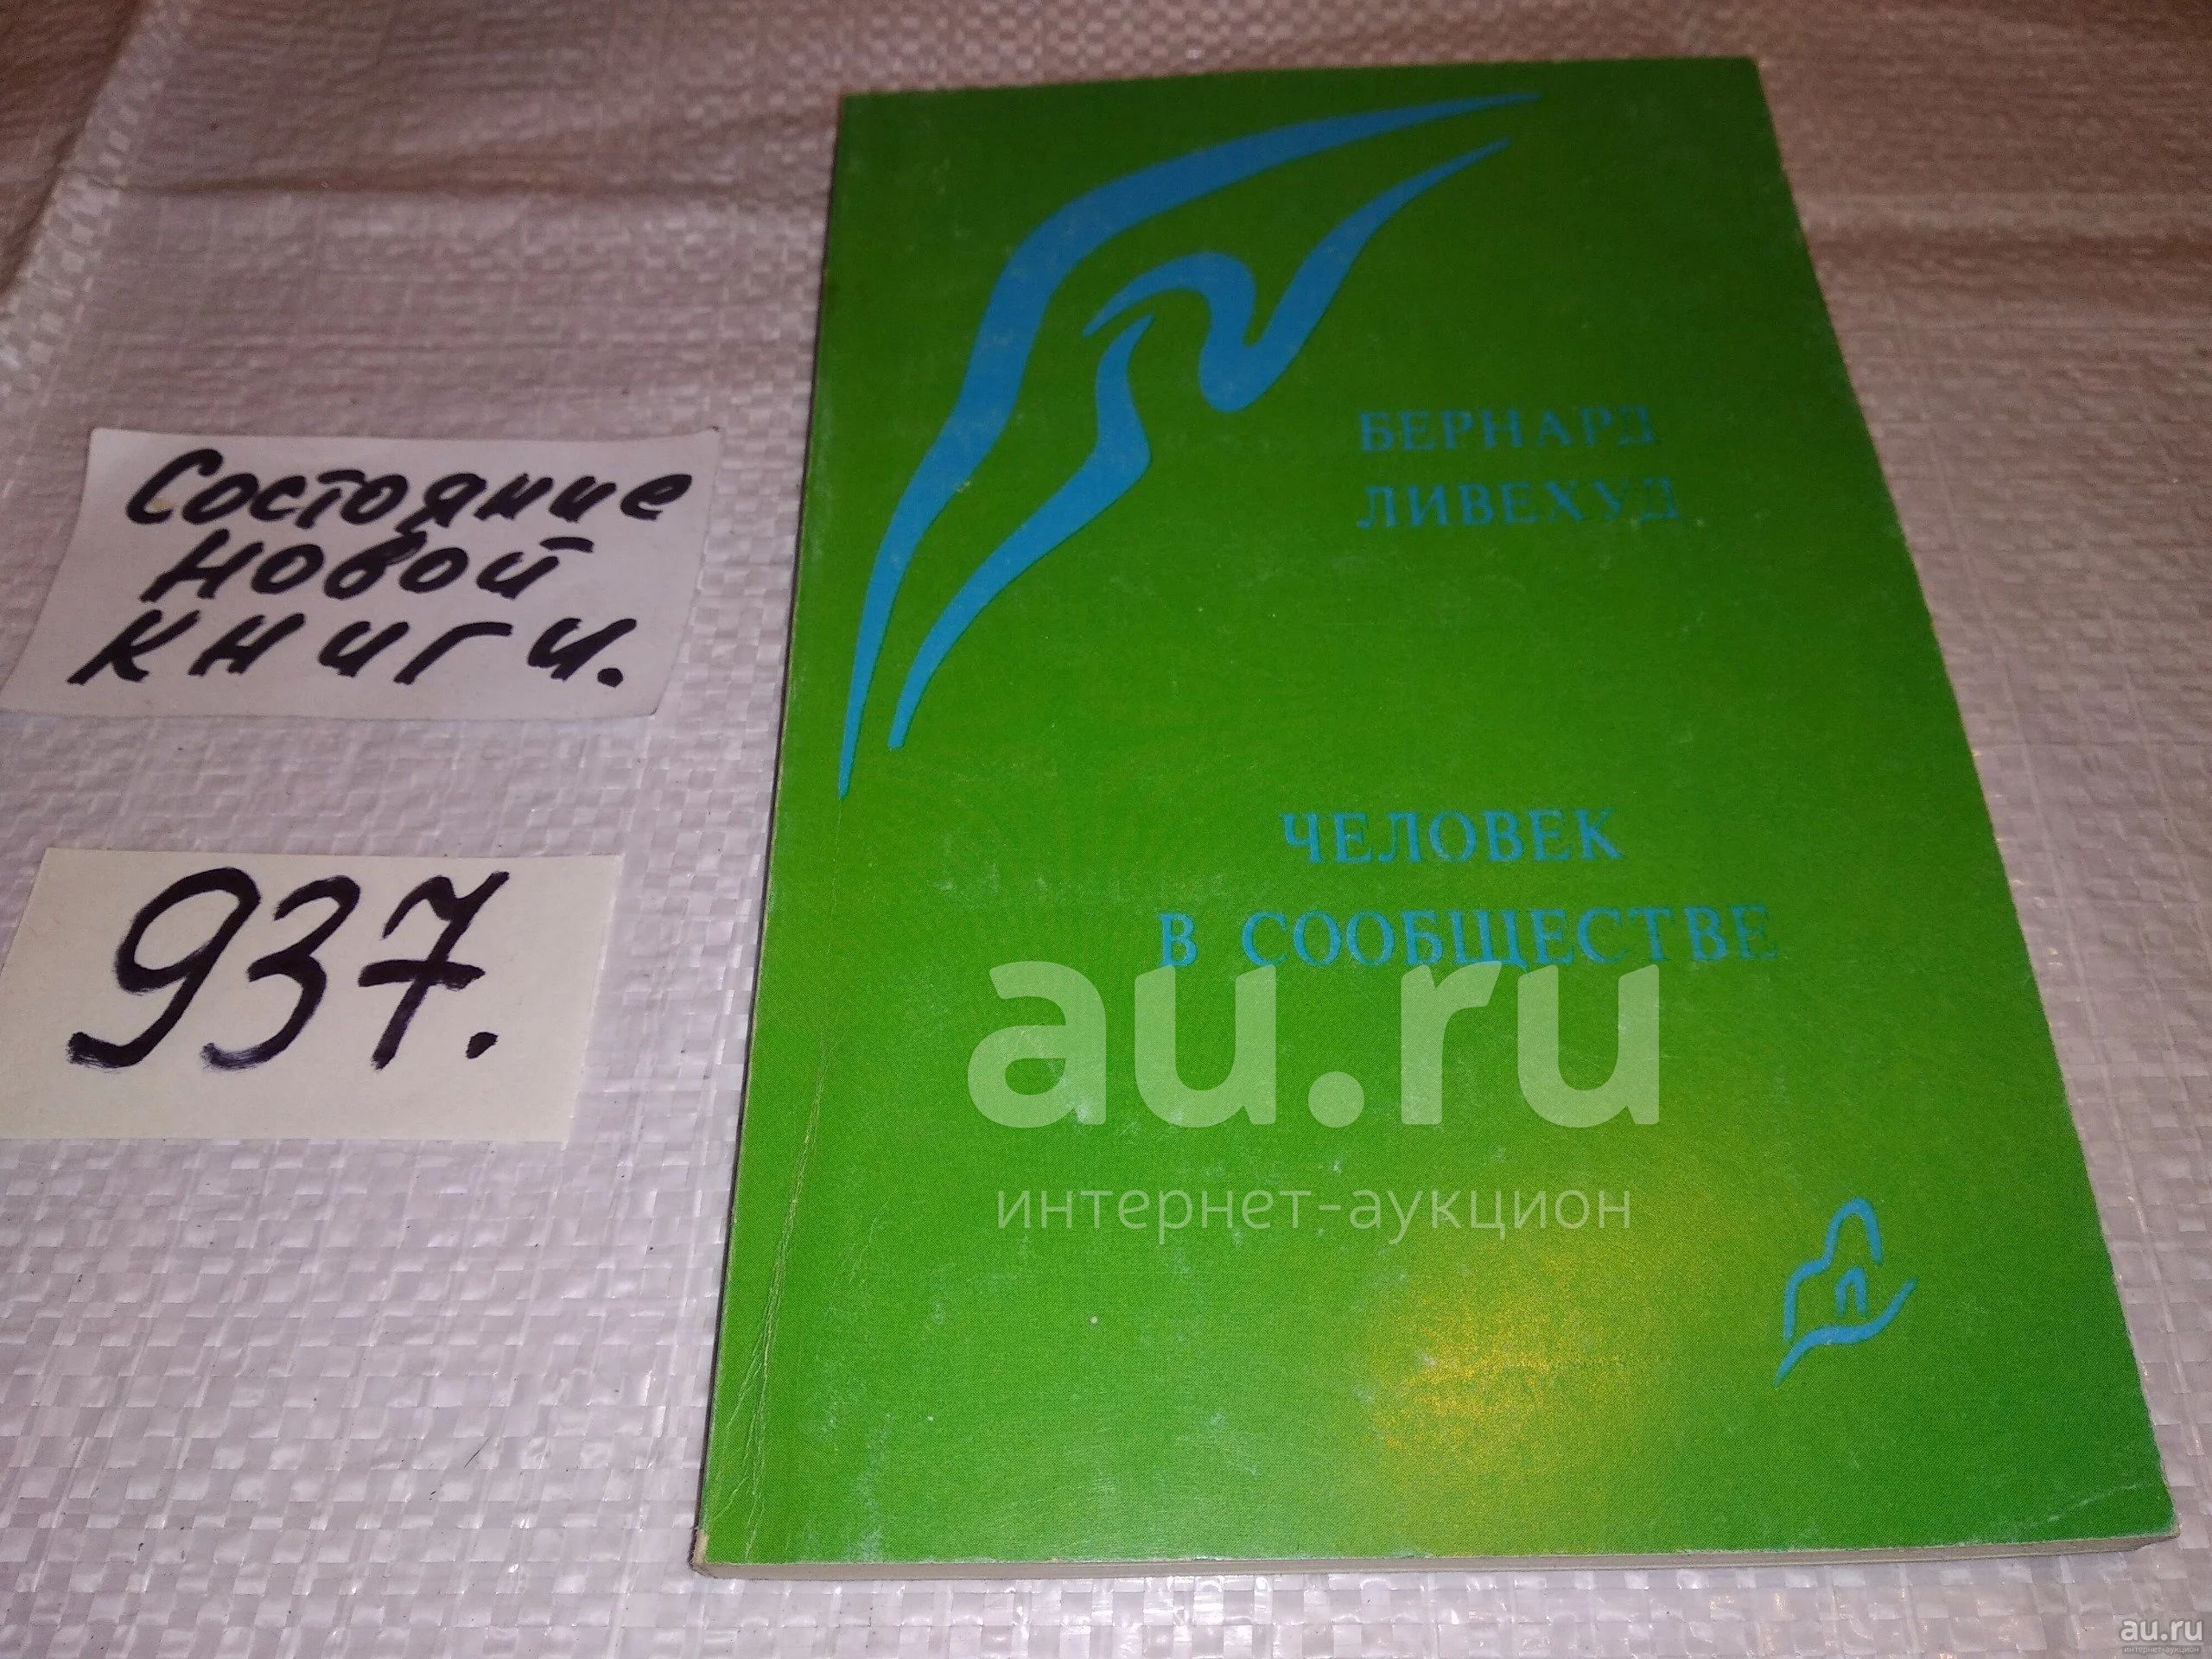 Состояние
новой
книги.
937.
БЕРНАРД
ЛИВЕХУД
ЧЕЛОВЕК
В СООБЩЕСТВЕ
au.ru
интернет-аукцион
au.ru
интернет-аукцион